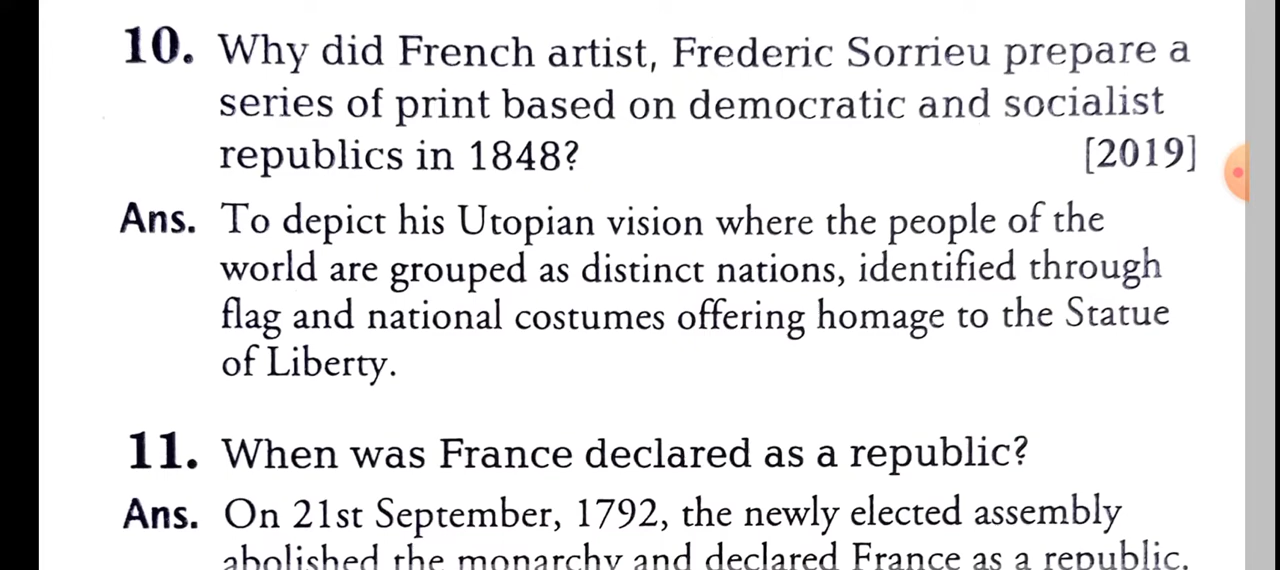 10. Why did French artist, Frederic Sorrieu prepare a
series of print based on democratic and socialist
republics in 1848? [2019]
Ans. To depict his Utopian vision where the people of the
world are grouped as distinct nations, identified through
flag and national costumes offering homage to the Statue
of Liberty.
11. When was France declared as a republic?
Ans. On 21st September, 1792, the newly elected assembly
abolished the monarchy and declared France as a republic.